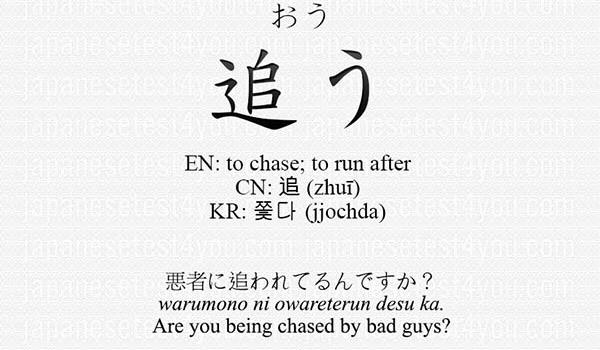 おう
追う
EN: to chase; to run after
CN: 追 (zhuī)
KR: 쫓다 (jjochda)
悪者に追われてるんですか？
warumono ni owareterun desu ka.
Are you being chased by bad guys?
japanesetest4you.com